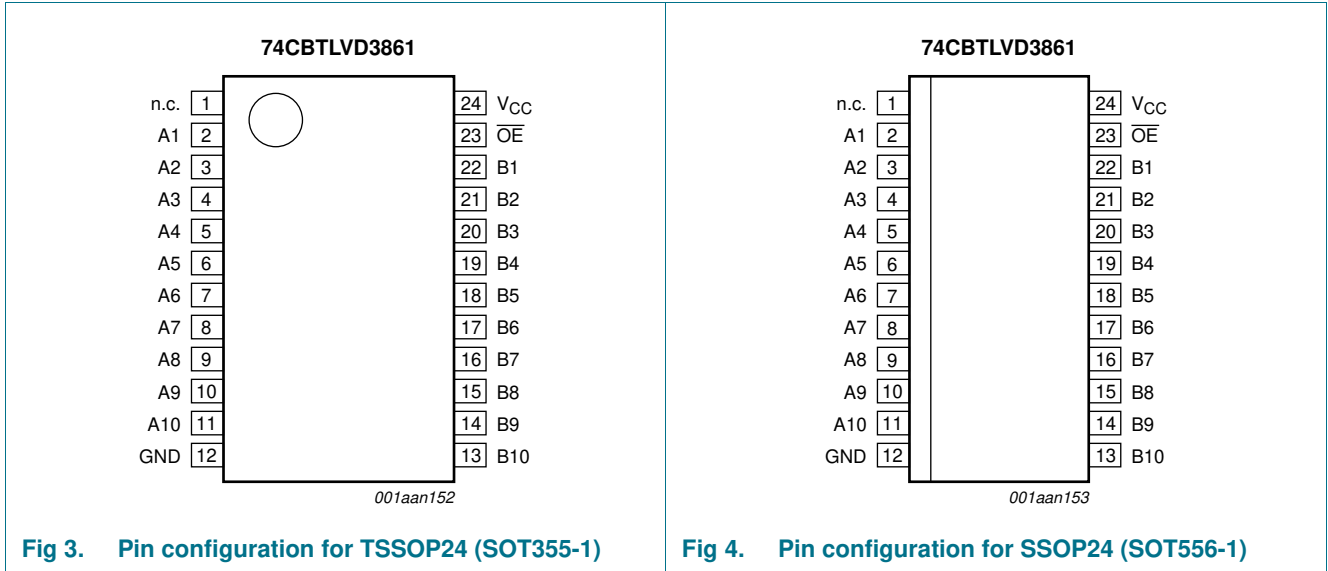 74CBTLVD3861
n.c. 1 24 VCC
A1 2 23 O̅E̅
A2 3 22 B1
A3 4 21 B2
A4 5 20 B3
A5 6 19 B4
A6 7 18 B5
A7 8 17 B6
A8 9 16 B7
A9 10 15 B8
A10 11 14 B9
GND 12 13 B10
001aan152
Fig 3. Pin configuration for TSSOP24 (SOT355-1)
74CBTLVD3861
n.c. 1 24 VCC
A1 2 23 O̅E̅
A2 3 22 B1
A3 4 21 B2
A4 5 20 B3
A5 6 19 B4
A6 7 18 B5
A7 8 17 B6
A8 9 16 B7
A9 10 15 B8
A10 11 14 B9
GND 12 13 B10
001aan153
Fig 4. Pin configuration for SSOP24 (SOT556-1)